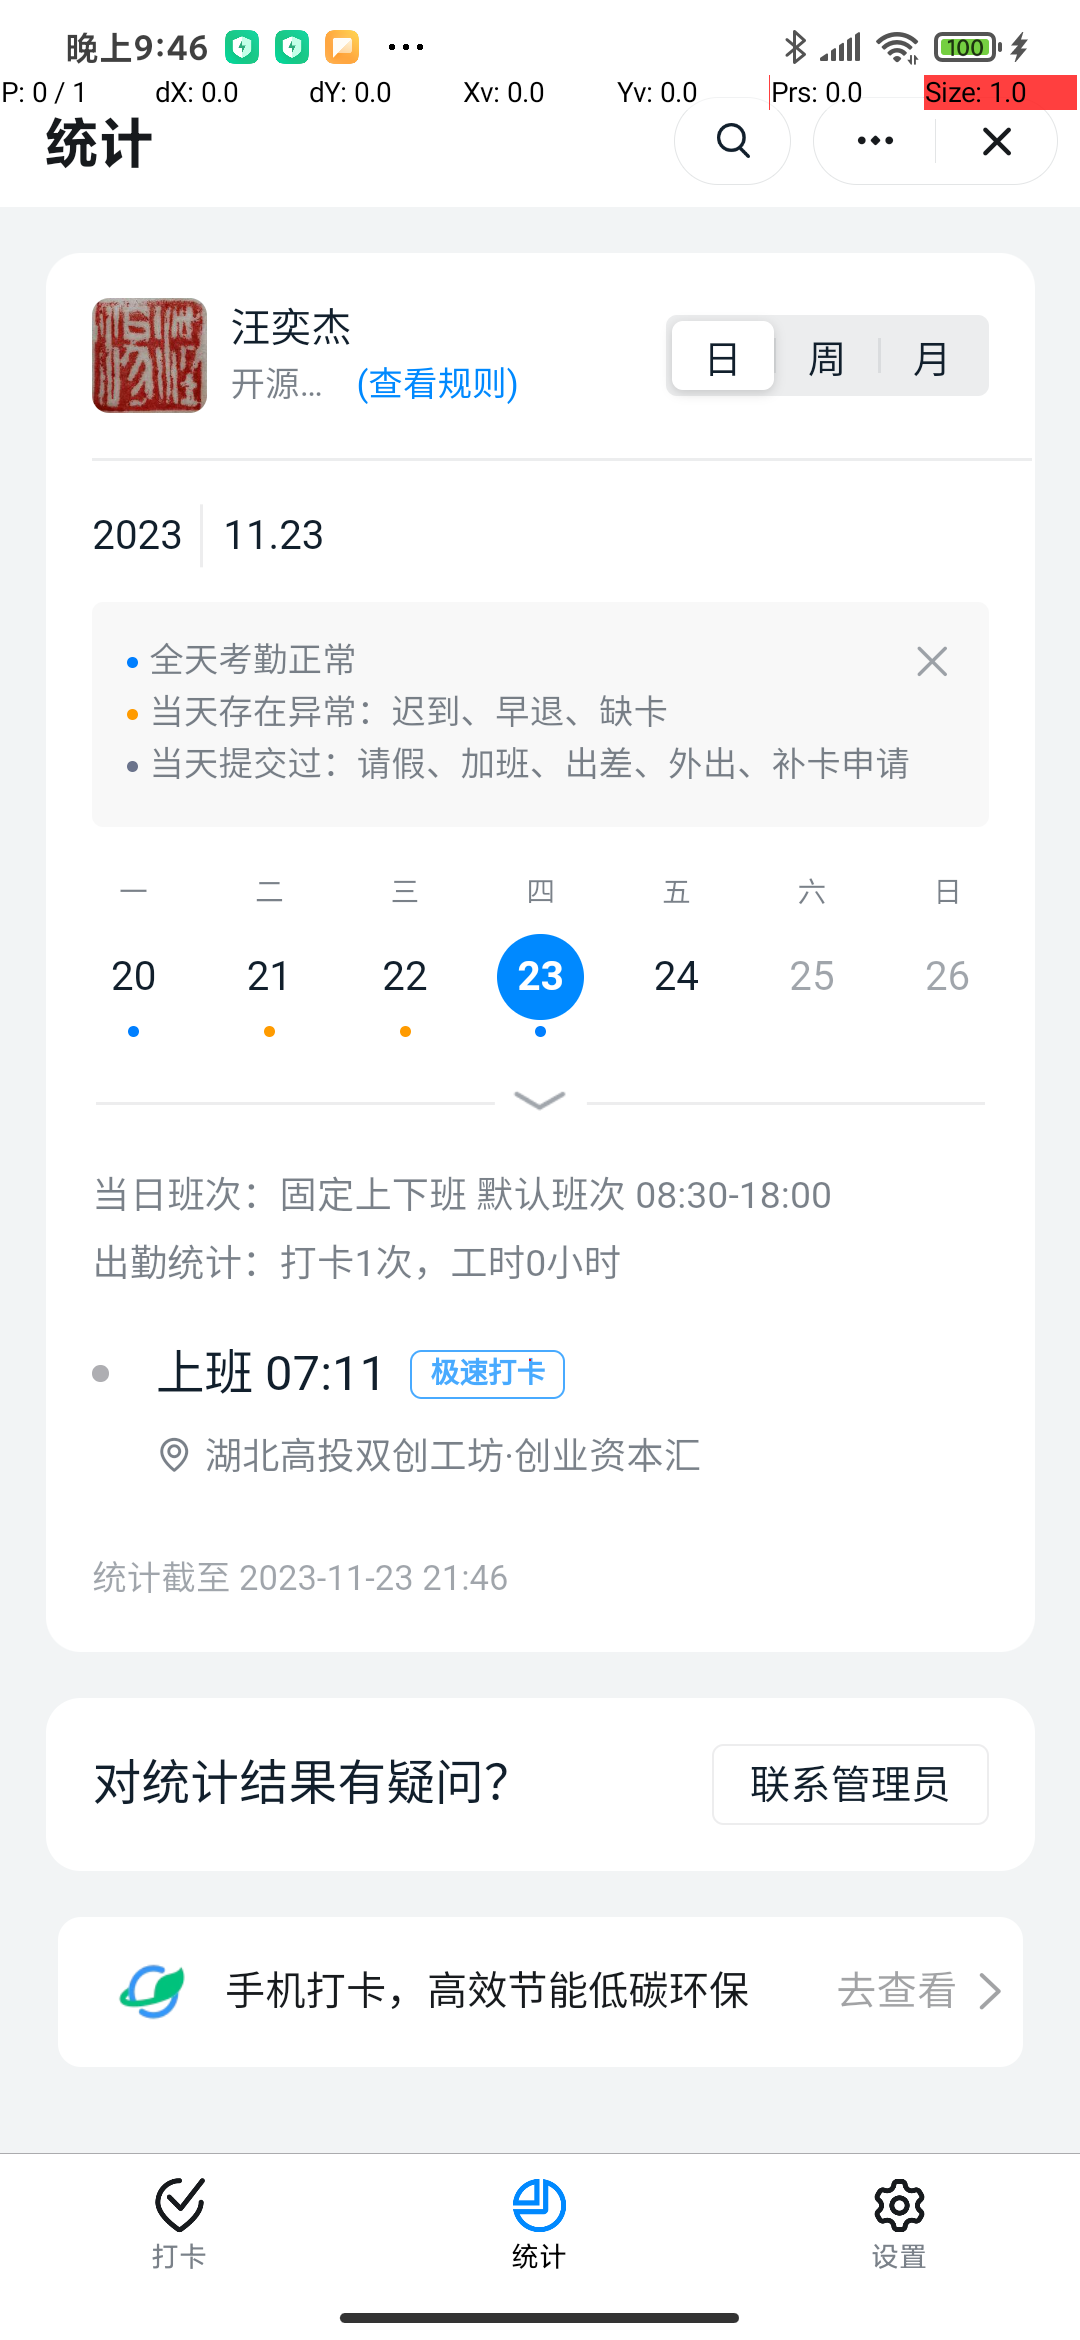 晚上9:46
100
P: 0 / 1 dX: 0.0 dY: 0.0 Xv: 0.0 Yv: 0.0 Prs: 0.0 Size: 1.0
统计
汪奕杰
开源... (查看规则)
日 周 月
2023 11.23
全天考勤正常
当天存在异常：迟到、早退、缺卡
当天提交过：请假、加班、出差、外出、补卡申请
一 二 三 四 五 六 日
20 21 22 23 24 25 26
当日班次：固定上下班 默认班次 08:30-18:00
出勤统计：打卡1次，工时0小时
上班 07:11 极速打卡
湖北高投双创工坊·创业资本汇
统计截至 2023-11-23 21:46
对统计结果有疑问？ 联系管理员
手机打卡，高效节能低碳环保 去查看
打卡 统计 设置